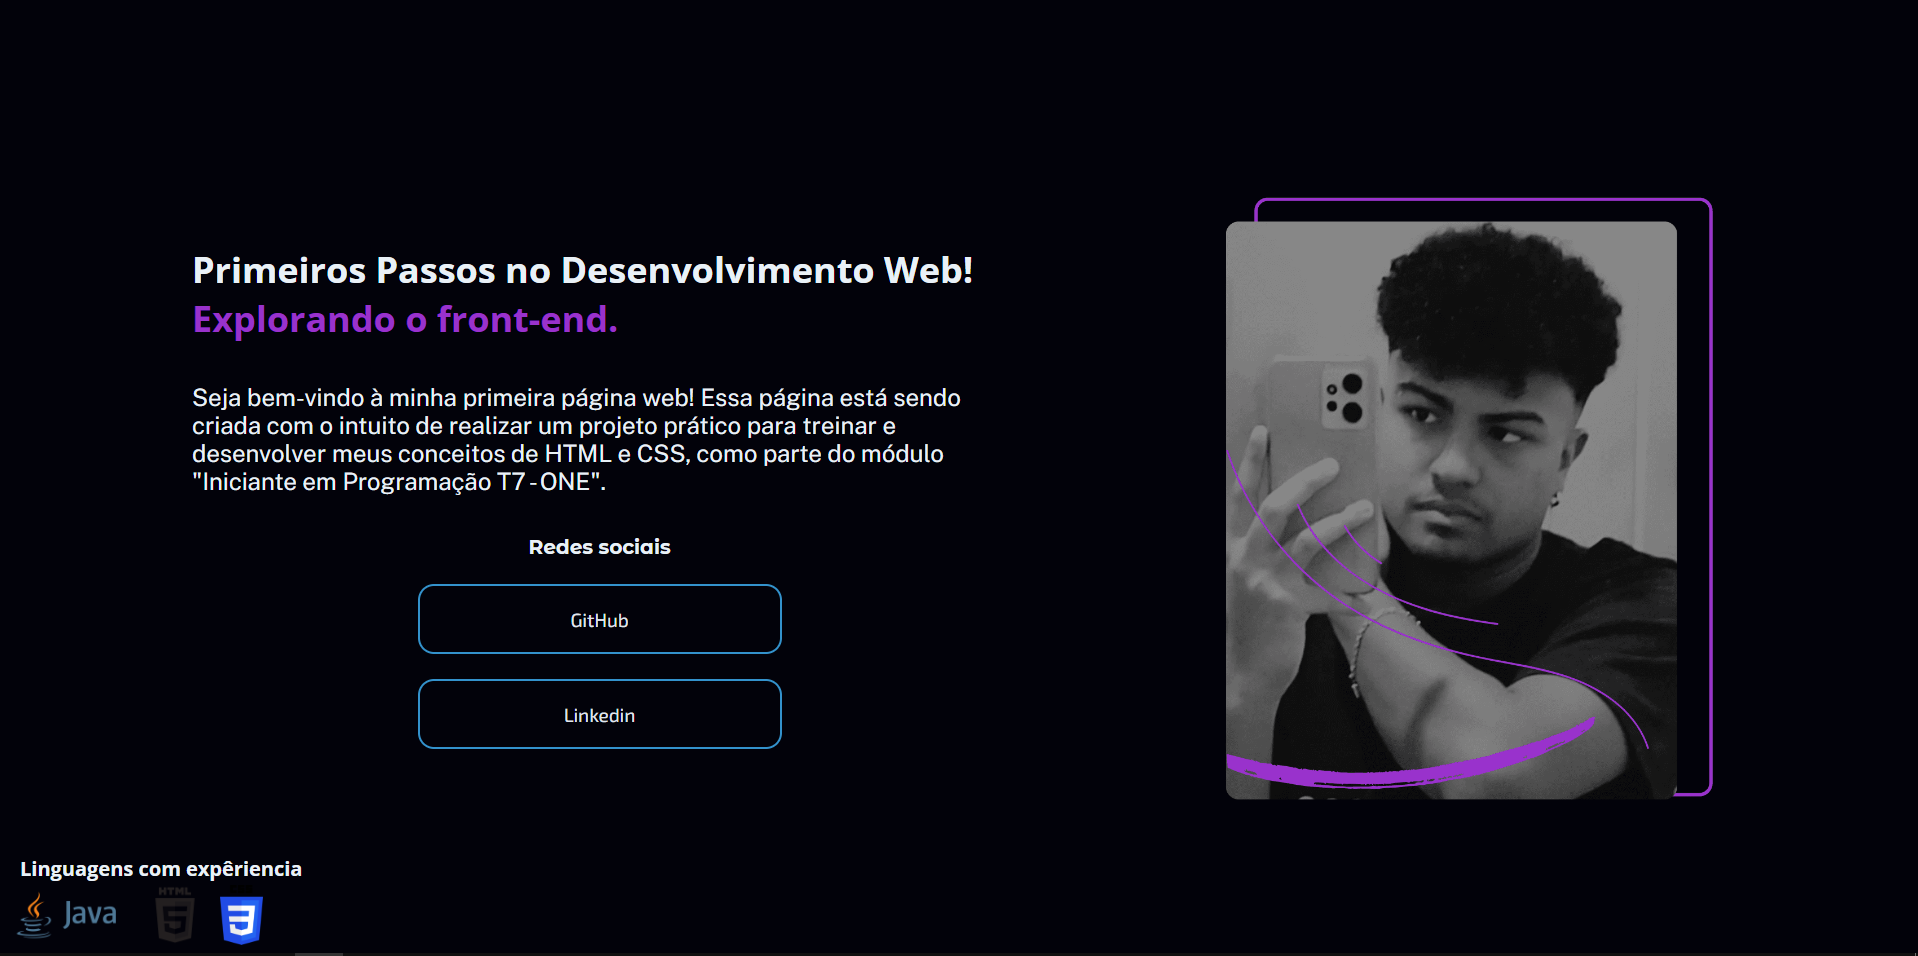 Primeiros Passos no Desenvolvimento Web!
Explorando o front-end.
Seja bem-vindo à minha primeira página web! Essa página está sendo
criada com o intuito de realizar um projeto prático para treinar e
desenvolver meus conceitos de HTML e CSS, como parte do módulo
"Iniciante em Programação T7-ONE".
Redes sociais
GitHub
Linkedin
Linguagens com expêriencia
Java
HTML
5
3